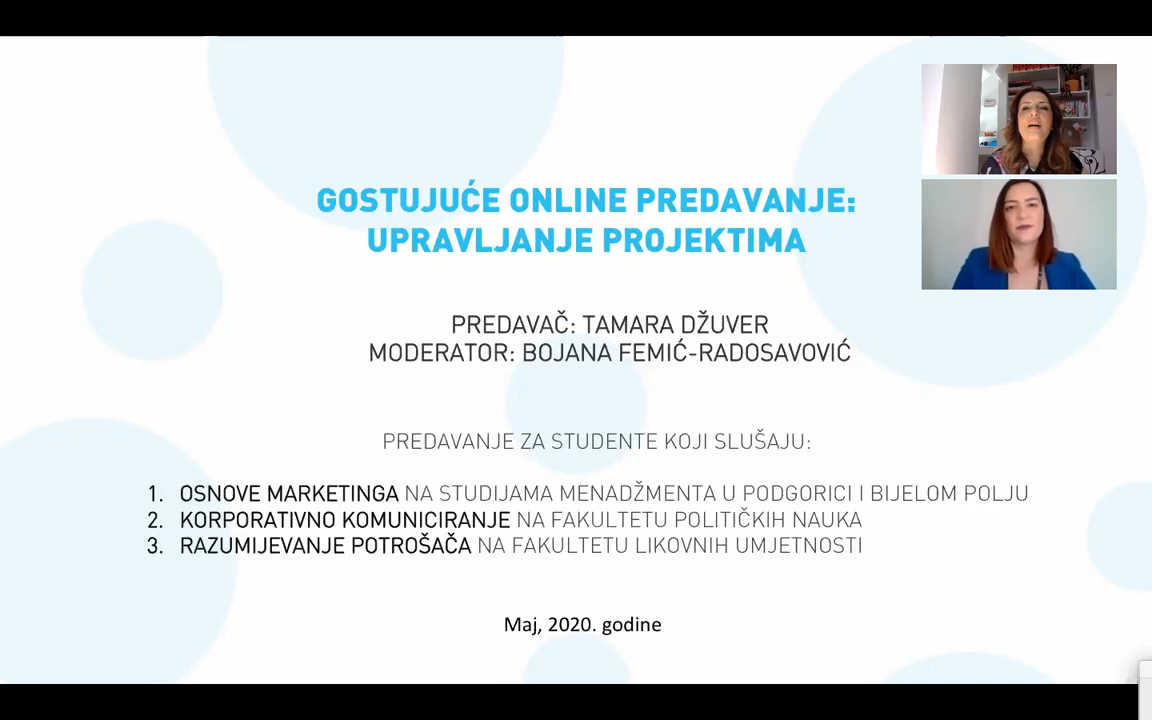 GOSTUJUĆE ONLINE PREDAVANJE:
UPRAVLJANJE PROJEKTIMA
PREDAVAČ: TAMARA DŽUVER
MODERATOR: BOJANA FEMIĆ-RADOSAVOVIĆ
PREDAVANJE ZA STUDENTE KOJI SLUŠAJU:
1. OSNOVE MARKETINGA NA STUDIJAMA MENADŽMENTA U PODGORICI I BIJELOM POLJU
2. KORPORATIVNO KOMUNICIRANJE NA FAKULTETU POLITIČKIH NAUKA
3. RAZUMIJEVANJE POTROŠAČA NA FAKULTETU LIKOVNIH UMJETNOSTI
Maj, 2020. godine